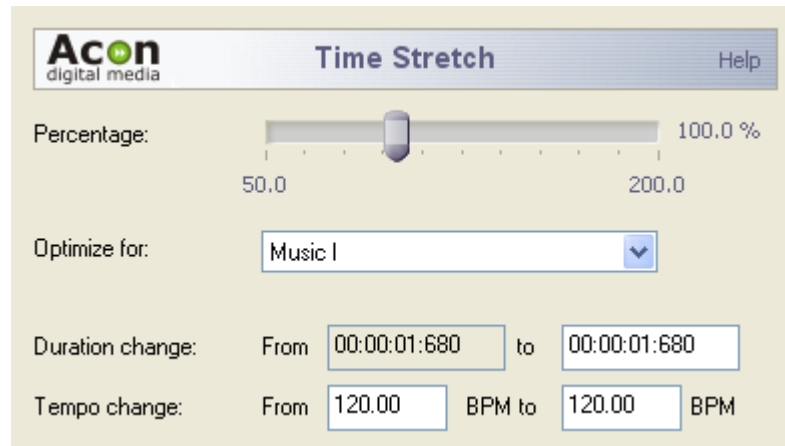 Acon
digital media
Time Stretch
Help
Percentage:
100.0 %
50.0
200.0
Optimize for:
Music I
Duration change:
From
00:00:01:680
to
00:00:01:680
Tempo change:
From
120.00
BPM to
120.00
BPM